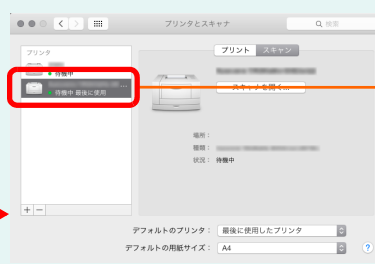 プリンタとスキャナ
検索
プリンタ
プリント スキャン
待機中
待機中 最後に使用
スキャナを開く...
場所：
種類：
状況： 待機中
デフォルトのプリンタ： 最後に使用したプリンタ
デフォルトの用紙サイズ： A4
?